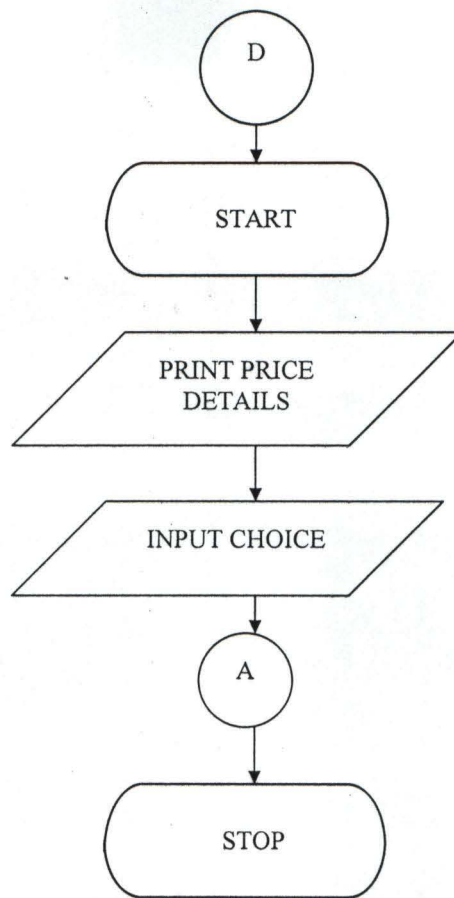 D
START
PRINT PRICE
DETAILS
INPUT CHOICE
A
STOP